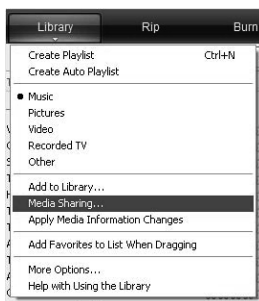 Library Rip Burn
Create Playlist Ctrl+N
Create Auto Playlist
Music
Pictures
Video
Recorded TV
Other
Add to Library...
Media Sharing...
Apply Media Information Changes
Add Favorites to List When Dragging
More Options...
Help with Using the Library